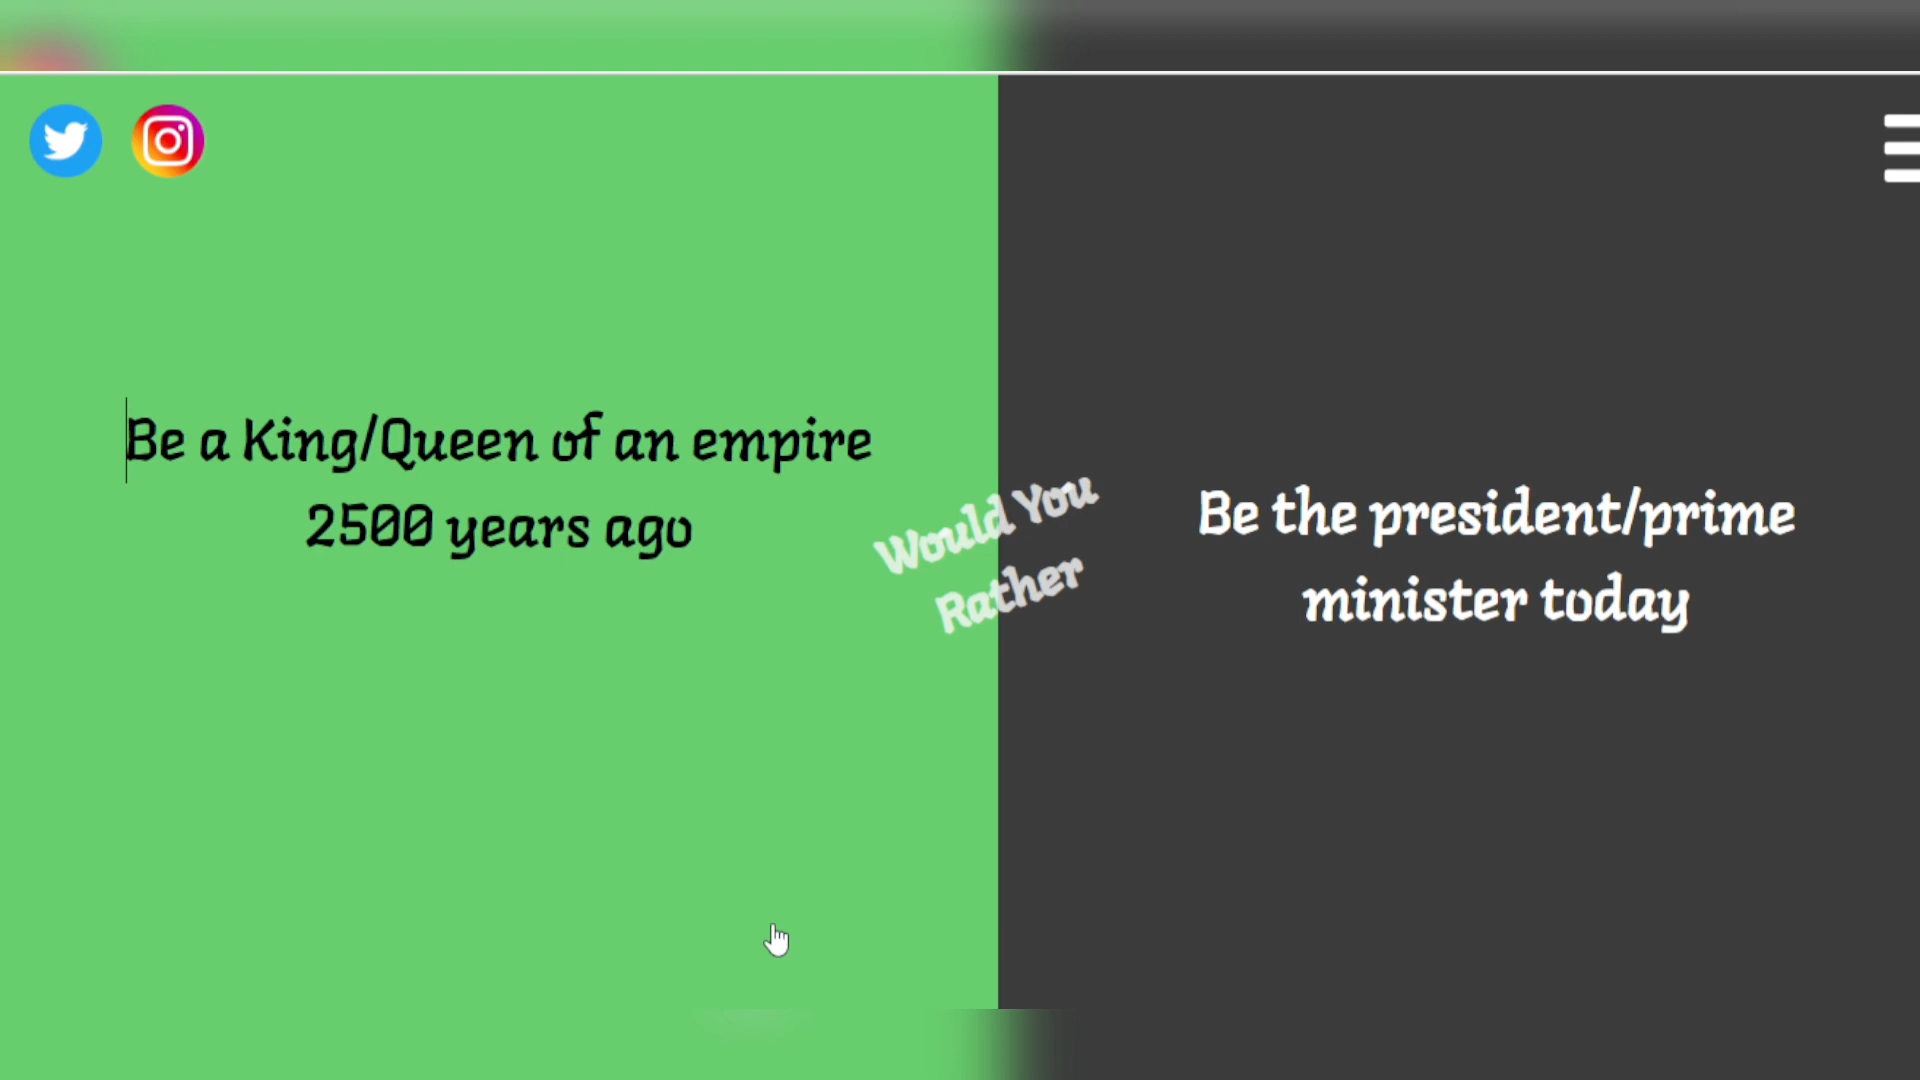 Be a King/Queen of an empire
2500 years ago
Would You
Rather
Be the president/prime
minister today